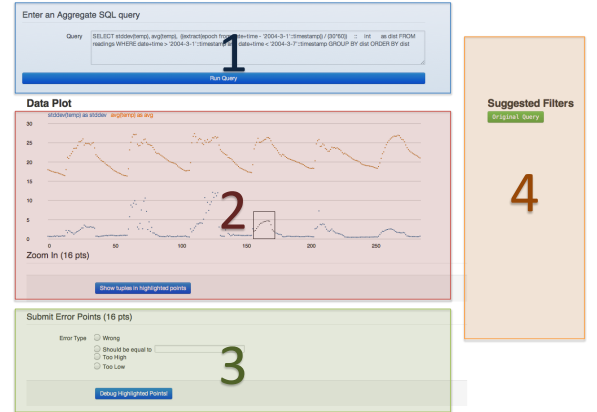 Enter an Aggregate SQL query
Query
SELECT stddev(temp), avg(temp), ((extract(epoch from date+time - '2004-3-1'::timestamp)) / (30*60)) :: int as dist FROM
readings WHERE date+time > '2004-3-1'::timestamp and date+time < '2004-3-7'::timestamp GROUP BY dist ORDER BY dist
1
Run Query
Data Plot
stddev(temp) as stddev avg(temp) as avg
30
25
20
15
10
5
0
0 50 100 150 200 250
2
Zoom In (16 pts)
Show tuples in highlighted points
Submit Error Points (16 pts)
Error Type
Wrong
Should be equal to
Too High
Too Low
3
Debug Highlighted Points!
Suggested Filters
Original Query
4